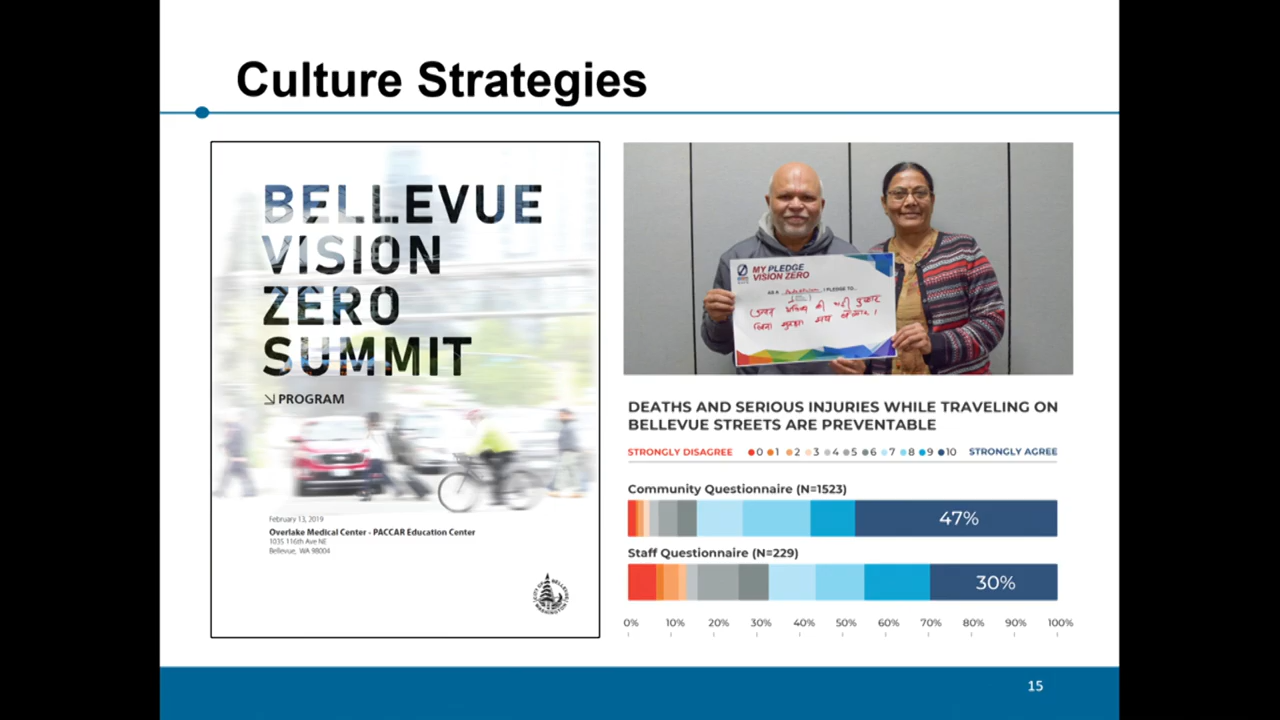 Culture Strategies
BELLEVUE
VISION
ZERO
SUMMIT
PROGRAM
February 13, 2019
Overlake Medical Center - PACCAR Education Center
1035 116th Ave NE
Bellevue, WA 98004
MY PLEDGE
VISION ZERO
AS A I PLEDGE TO...
DEATHS AND SERIOUS INJURIES WHILE TRAVELING ON
BELLEVUE STREETS ARE PREVENTABLE
STRONGLY DISAGREE 0 1 2 3 4 5 6 7 8 9 10 STRONGLY AGREE
Community Questionnaire (N=1523)
47%
Staff Questionnaire (N=229)
30%
0% 10% 20% 30% 40% 50% 60% 70% 80% 90% 100%
15